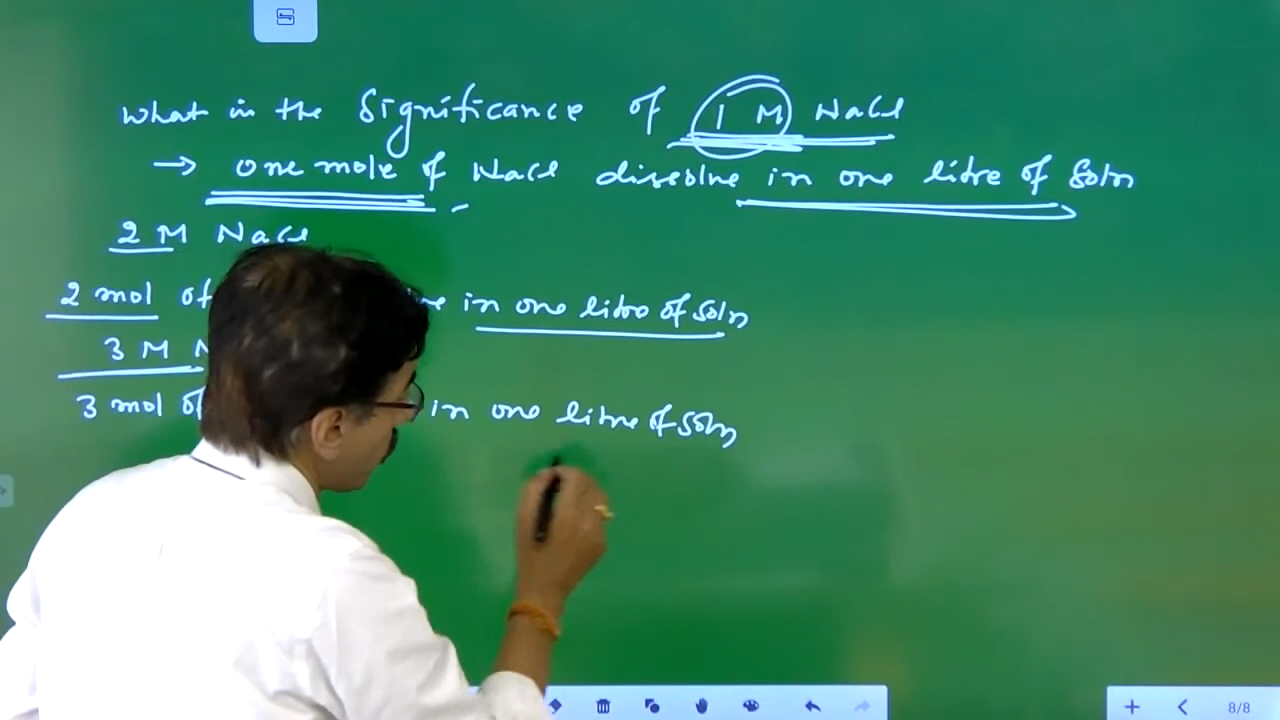 What in the Significance of 1 M NaCl
→ one mole of NaCl dissolve in one litre of Soln
2 M NaCl
2 mol of in one litre of Soln
3 M N
3 mol of in one litre of Soln
8/8